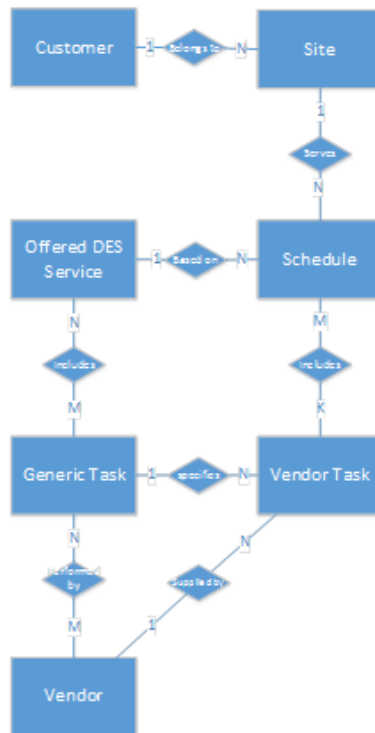 Customer
1
Belongs to
N
Site
1
Serves
N
Offered DES
Service
1
Based on
N
Schedule
N
Includes
M
M
Includes
K
Generic Task
1
specifies
N
Vendor Task
N
performed
by
M
N
Supplied by
1
Vendor